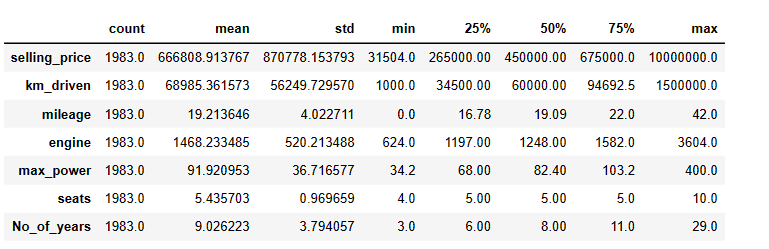 count mean std min 25% 50% 75% max
selling_price 1983.0 666808.913767 870778.153793 31504.0 265000.00 450000.00 675000.0 10000000.0
km_driven 1983.0 68985.361573 56249.729570 1000.0 34500.00 60000.00 94692.5 1500000.0
mileage 1983.0 19.213646 4.022711 0.0 16.78 19.09 22.0 42.0
engine 1983.0 1468.233485 520.213488 624.0 1197.00 1248.00 1582.0 3604.0
max_power 1983.0 91.920953 36.716577 34.2 68.00 82.40 103.2 400.0
seats 1983.0 5.435703 0.969659 4.0 5.00 5.00 5.0 10.0
No_of_years 1983.0 9.026223 3.794057 3.0 6.00 8.00 11.0 29.0